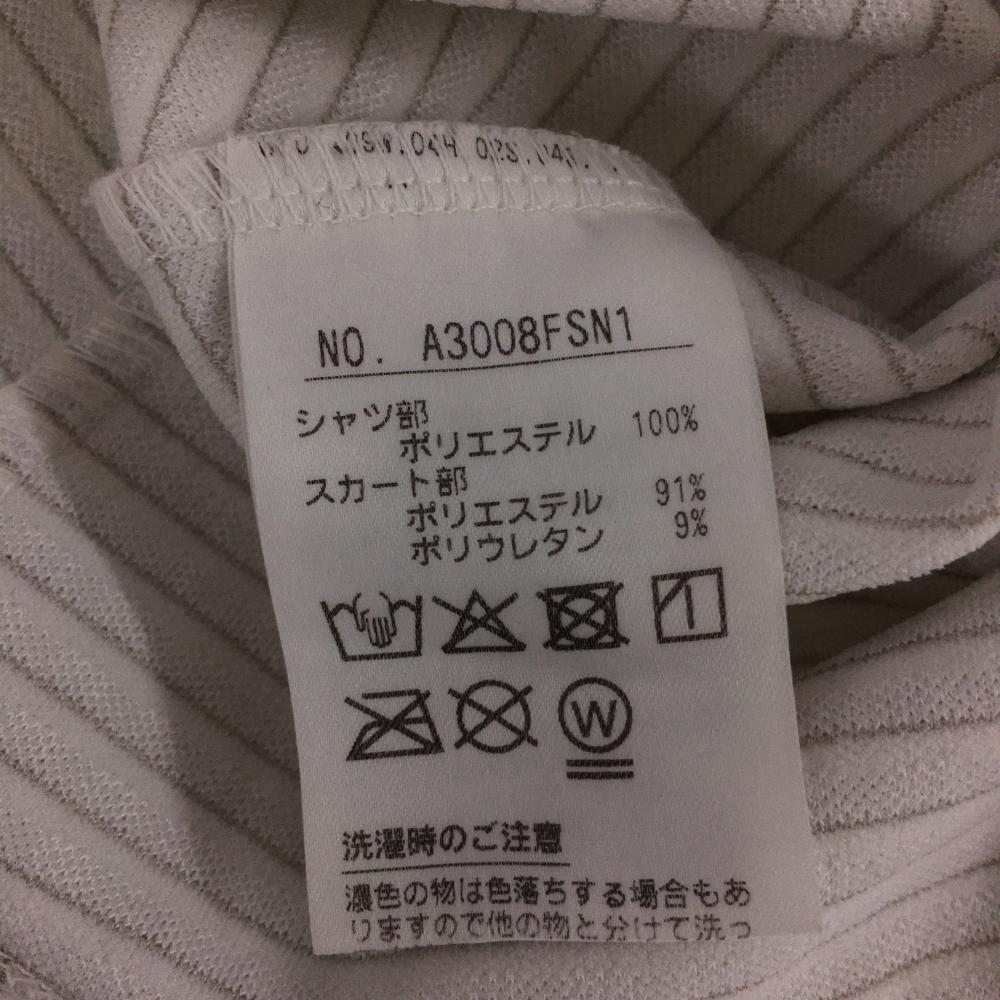 NO. A3008FSN1
シャツ部
ポリエステル 100%
スカート部
ポリエステル 91%
ポリウレタン 9%
W
洗濯時のご注意
濃色の物は色落ちする場合もあ
りますので他の物と分けて洗っ